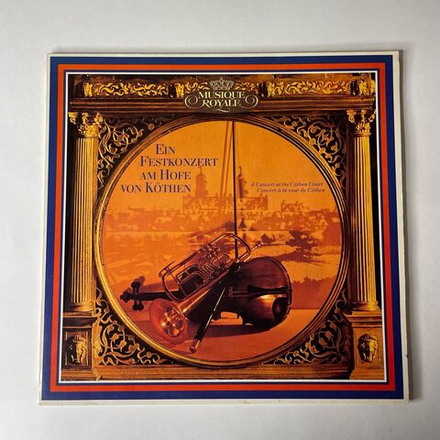 MUSIQUE
ROYALE
EIN
FESTKONZERT
AM HOFE
VON KÖTHEN
A Concert at the Cöthen Court
Concert à la cour de Cöthen